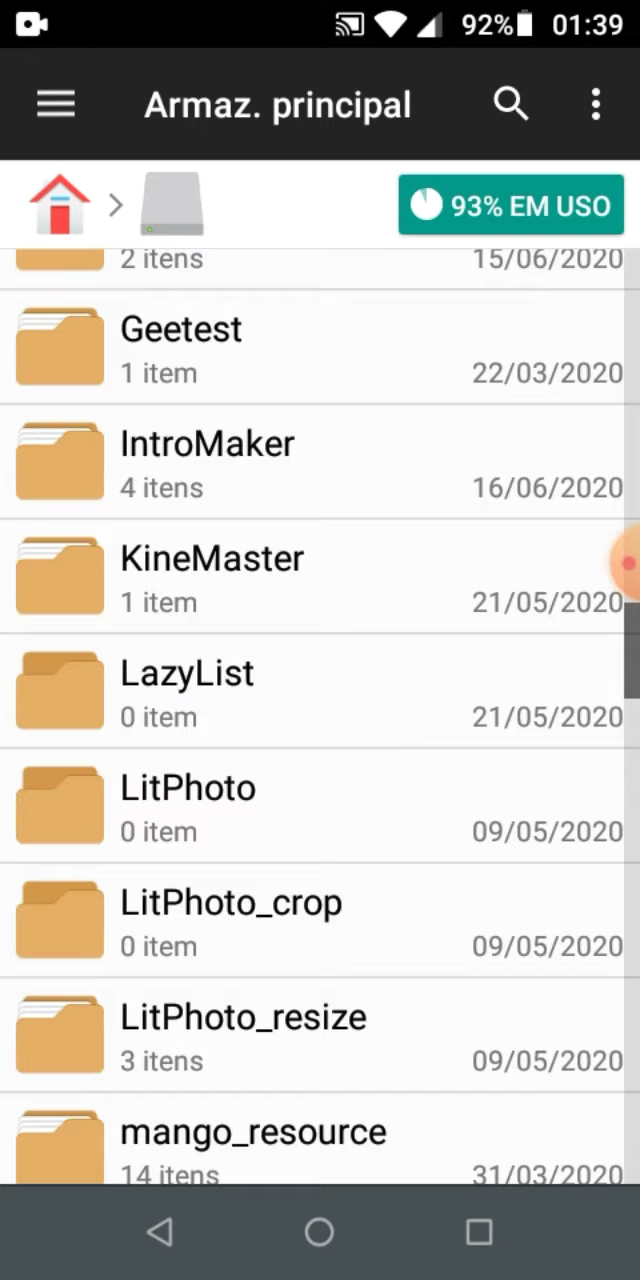 92% 01:39
Armaz. principal
93% EM USO
2 itens 15/06/2020
Geetest
1 item 22/03/2020
IntroMaker
4 itens 16/06/2020
KineMaster
1 item 21/05/2020
LazyList
0 item 21/05/2020
LitPhoto
0 item 09/05/2020
LitPhoto_crop
0 item 09/05/2020
LitPhoto_resize
3 itens 09/05/2020
mango_resource
14 itens 31/03/2020